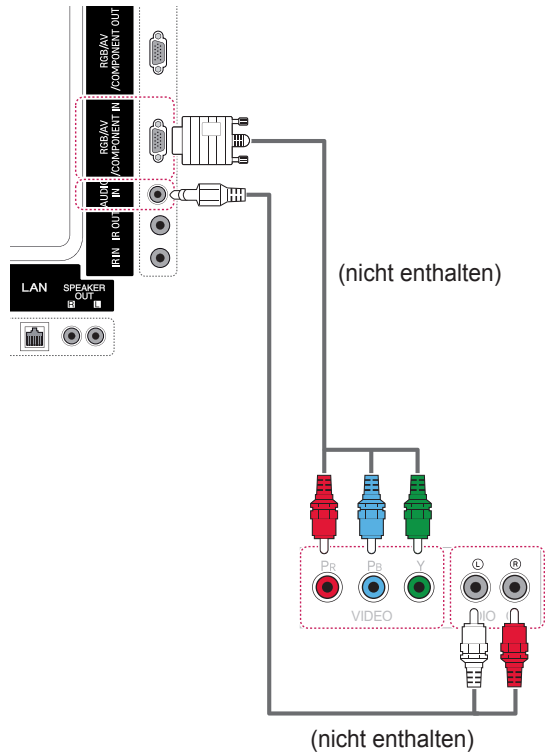 RGB/AV
/COMPONENT OUT
RGB/AV
/COMPONENT IN
AUDIO
IN
IR OUT
IR IN
LAN
SPEAKER
OUT
R L
(nicht enthalten)
PR PB Y
VIDEO
L R
(nicht enthalten)